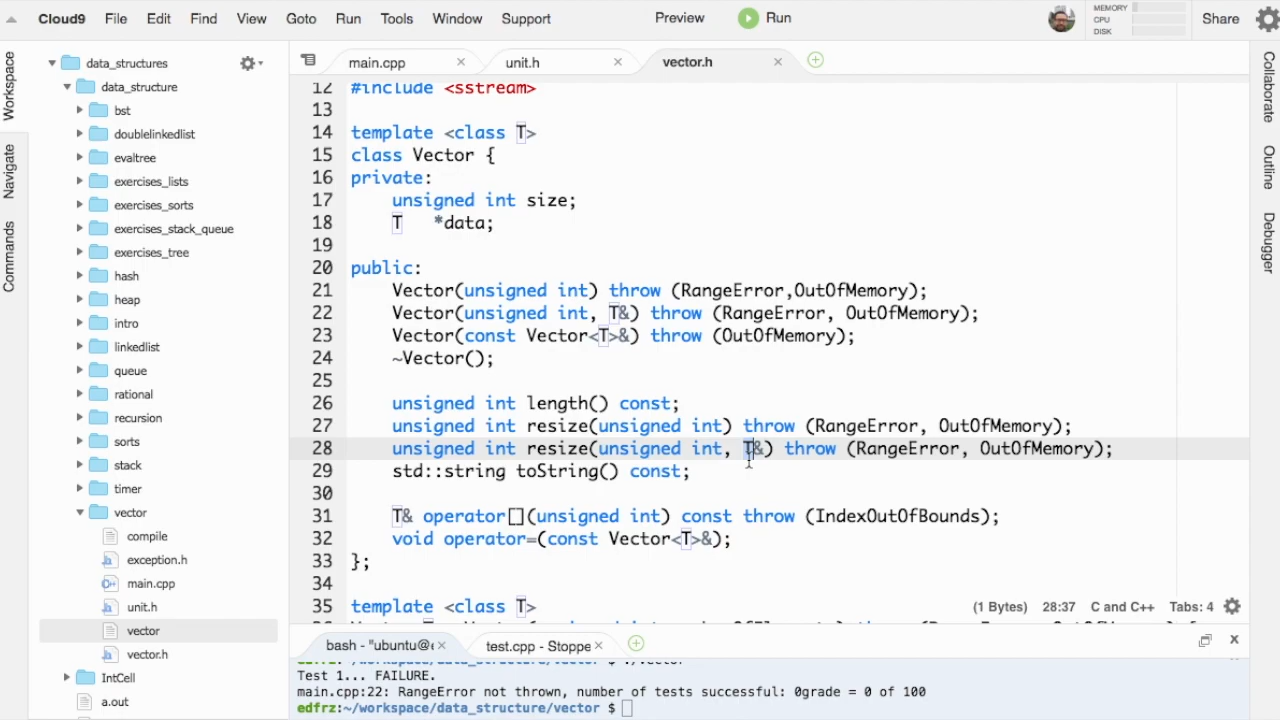 Cloud9 File Edit Find View Goto Run Tools Window Support Preview Run MEMORY CPU DISK Share
Workspace
Navigate
Commands
data_structures
data_structure
bst
doublelinkedlist
evaltree
exercises_lists
exercises_sorts
exercises_stack_queue
exercises_tree
hash
heap
intro
linkedlist
queue
rational
recursion
sorts
stack
timer
vector
compile
exception.h
main.cpp
unit.h
vector
vector.h
IntCell
a.out
main.cpp unit.h vector.h
12 #include <sstream>
13
14 template <class T>
15 class Vector {
16 private:
17 unsigned int size;
18 T *data;
19
20 public:
21 Vector(unsigned int) throw (RangeError,OutOfMemory);
22 Vector(unsigned int, T&) throw (RangeError, OutOfMemory);
23 Vector(const Vector<T>&) throw (OutOfMemory);
24 ~Vector();
25
26 unsigned int length() const;
27 unsigned int resize(unsigned int) throw (RangeError, OutOfMemory);
28 unsigned int resize(unsigned int, T&) throw (RangeError, OutOfMemory);
29 std::string toString() const;
30
31 T& operator[](unsigned int) const throw (IndexOutOfBounds);
32 void operator=(const Vector<T>&);
33 };
34
35 template <class T>
(1 Bytes) 28:37 C and C++ Tabs: 4
bash - "ubuntu@e test.cpp - Stoppe
edfrz:~/workspace/data_structure/vector $ ./vector
Test 1... FAILURE.
main.cpp:22: RangeError not thrown, number of tests successful: 0grade = 0 of 100
edfrz:~/workspace/data_structure/vector $
Collaborate
Outline
Debugger